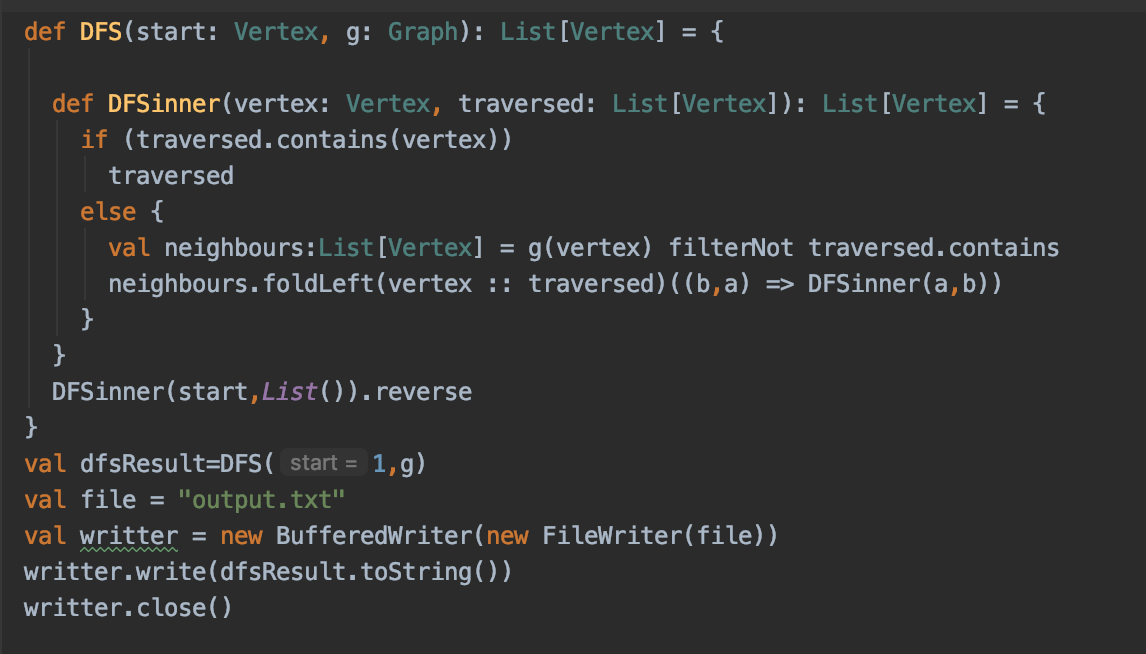 def DFS(start: Vertex, g: Graph): List[Vertex] = {
def DFSinner(vertex: Vertex, traversed: List[Vertex]): List[Vertex] = {
if (traversed.contains(vertex))
traversed
else {
val neighbours:List[Vertex] = g(vertex) filterNot traversed.contains
neighbours.foldLeft(vertex :: traversed)((b,a) => DFSinner(a,b))
}
}
DFSinner(start,List()).reverse
}
val dfsResult=DFS( start = 1,g)
val file = "output.txt"
val writter = new BufferedWriter(new FileWriter(file))
writter.write(dfsResult.toString())
writter.close()